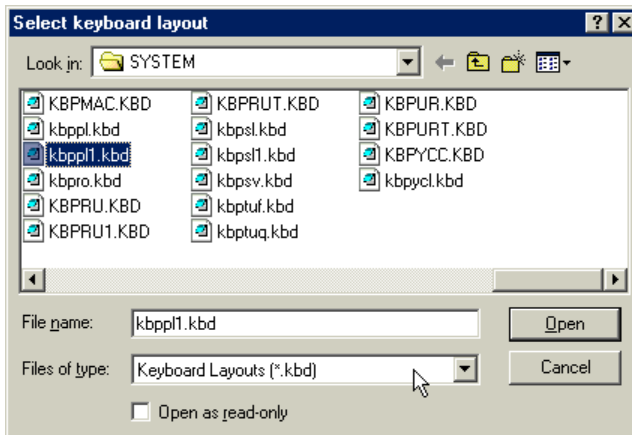 Select keyboard layout
Look in: SYSTEM
KBPMAC.KBD KBPRUT.KBD KBPUR.KBD
kbppl.kbd kbpsl.kbd KBPURT.KBD
kbppl1.kbd kbpsl1.kbd KBPYCC.KBD
kbpro.kbd kbpsv.kbd kbpycl.kbd
KBPRU.KBD kbptuf.kbd
KBPRU1.KBD kbptuq.kbd
File name: kbppl1.kbd Open
Files of type: Keyboard Layouts (*.kbd) Cancel
Open as read-only